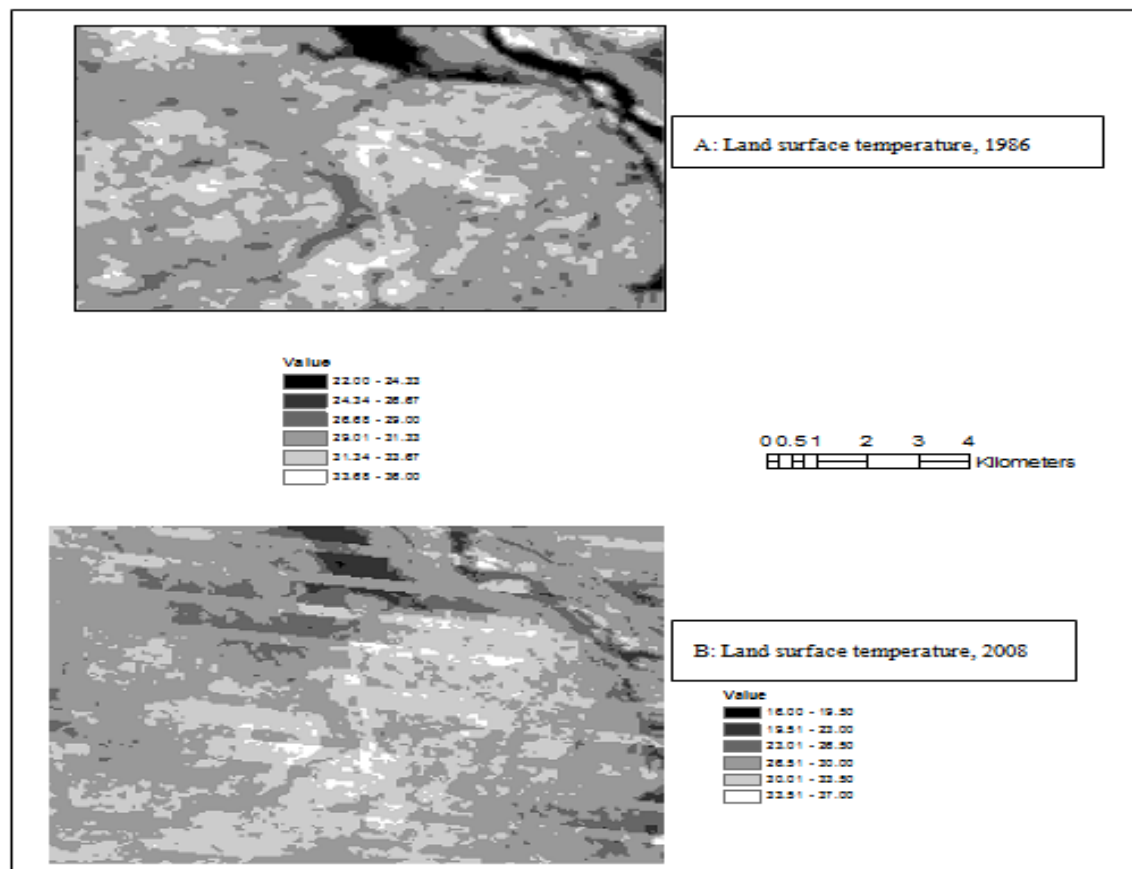 A: Land surface temperature, 1986
Value
22.00 - 24.33
24.34 - 26.67
26.68 - 29.00
29.01 - 31.33
31.34 - 33.67
33.68 - 36.00
0 0.5 1 2 3 4
Kilometers
B: Land surface temperature, 2008
Value
16.00 - 19.50
19.51 - 23.00
23.01 - 26.50
26.51 - 30.00
30.01 - 33.50
33.51 - 37.00